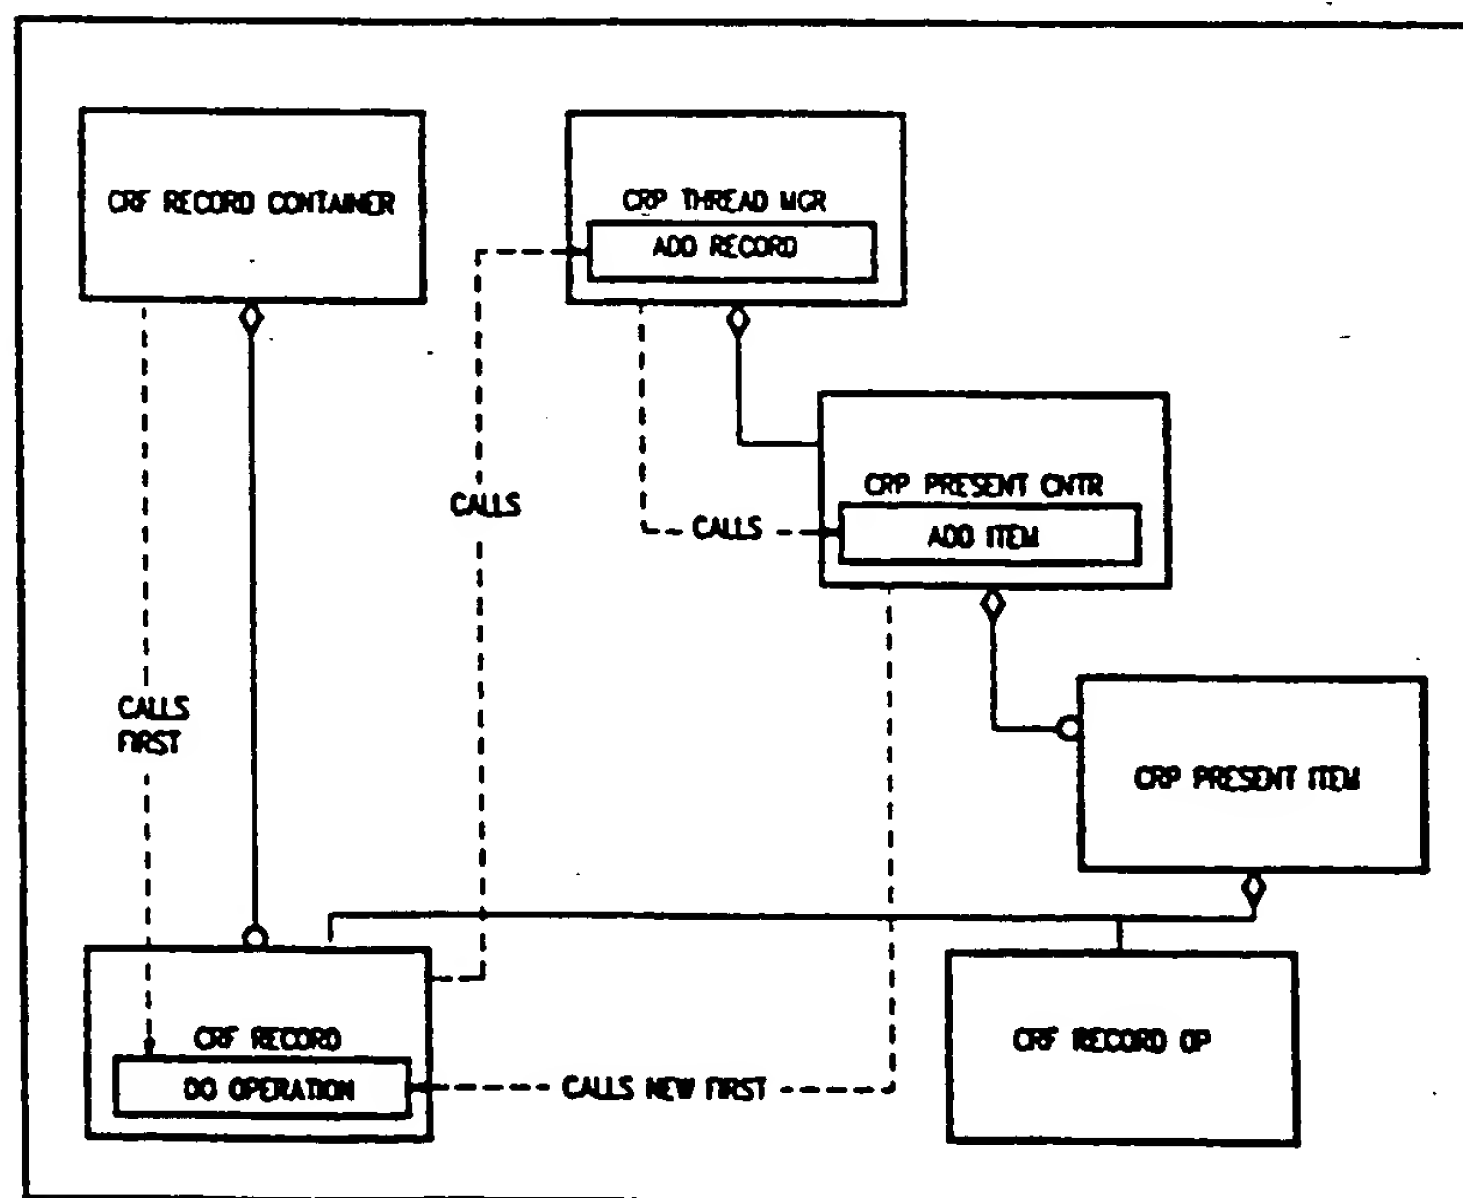 CRF RECORD CONTAINER
CRP THREAD MGR
ADD RECORD
CALLS
CRP PRESENT CNTR
CALLS
ADD ITEM
CALLS
FIRST
CRP PRESENT ITEM
CRF RECORD
DO OPERATION
CALLS NEW FIRST
CRF RECORD OP